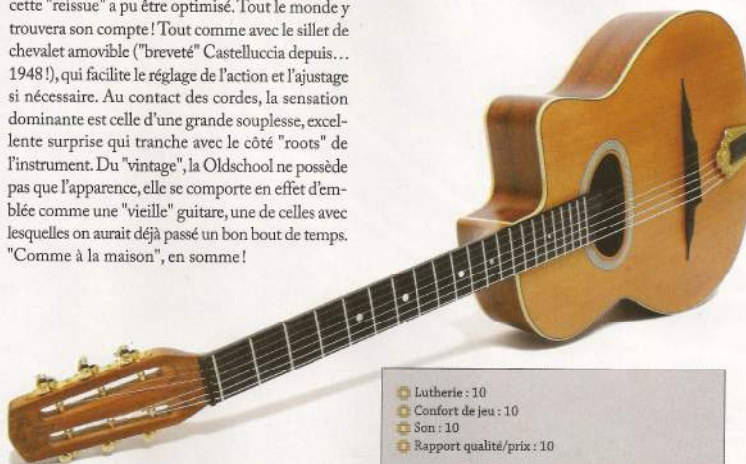 cette "reissue" a pu être optimisé. Tout le monde y
trouvera son compte ! Tout comme avec le sillet de
chevalet amovible ("breveté" Castelluccia depuis…
1948 !), qui facilite le réglage de l'action et l'ajustage
si nécessaire. Au contact des cordes, la sensation
dominante est celle d'une grande souplesse, excel-
lente surprise qui tranche avec le côté "roots" de
l'instrument. Du "vintage", la Oldschool ne possède
pas que l'apparence, elle se comporte en effet d'em-
blée comme une "vieille" guitare, une de celles avec
lesquelles on aurait déjà passé un bon bout de temps.
"Comme à la maison", en somme !
Lutherie : 10
Confort de jeu : 10
Son : 10
Rapport qualité/prix : 10